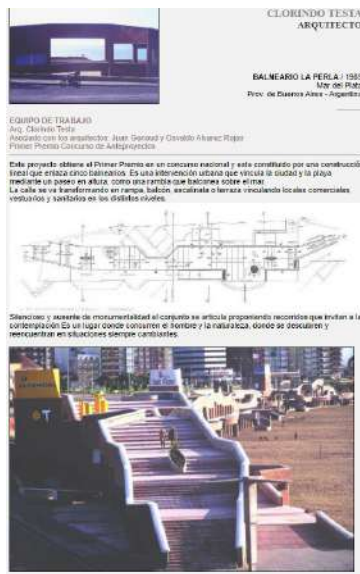 CLORINDO TESTA
ARQUITECTO
BALNEARIO LA PERLA / 1985
Mar del Plata
Prov. de Buenos Aires - Argentina
EQUIPO DE TRABAJO
Arq. Clorindo Testa
Asociado con los arquitectos: Juan Genoud y Osvaldo Alvarez Rojas
Primer Premio Concurso de Anteproyectos
Este proyecto obtiene el Primer Premio en un concurso nacional y esta constituido por una construcció
lineal que enlaza cinco balnearios. Es una intervención urbana que vincula la ciudad y la playa
mediante un paseo en altura, como una rambla que balconea sobre el mar.
La calle se va transformando en rampa, balcón, escalinata o terraza vinculando locales comerciales
vestuarios y sanitarios en los distintos niveles.
Silencioso y ausente de monumentalidad el conjunto se articula proponiendo recorridos que invitan a la
contemplación Es un lugar donde concurren el hombre y la naturaleza, donde se descubren y
reencuentran en situaciones siempre cambiantes.